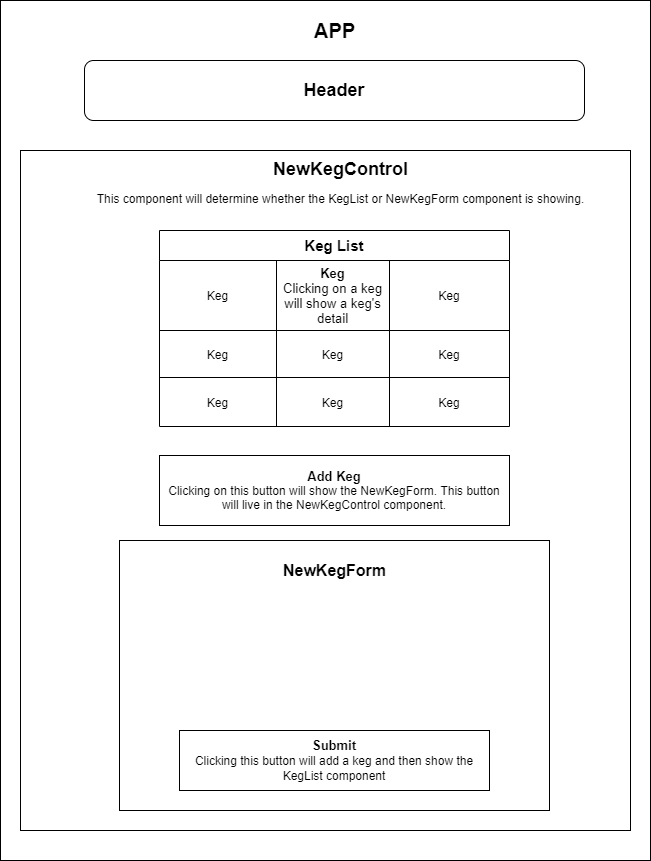 APP
Header
NewKegControl
This component will determine whether the KegList or NewKegForm component is showing.
Keg List
Keg
Keg
Clicking on a keg
will show a keg's
detail
Keg
Keg
Keg
Keg
Keg
Keg
Keg
Add Keg
Clicking on this button will show the NewKegForm. This button
will live in the NewKegControl component.
NewKegForm
Submit
Clicking this button will add a keg and then show the
KegList component